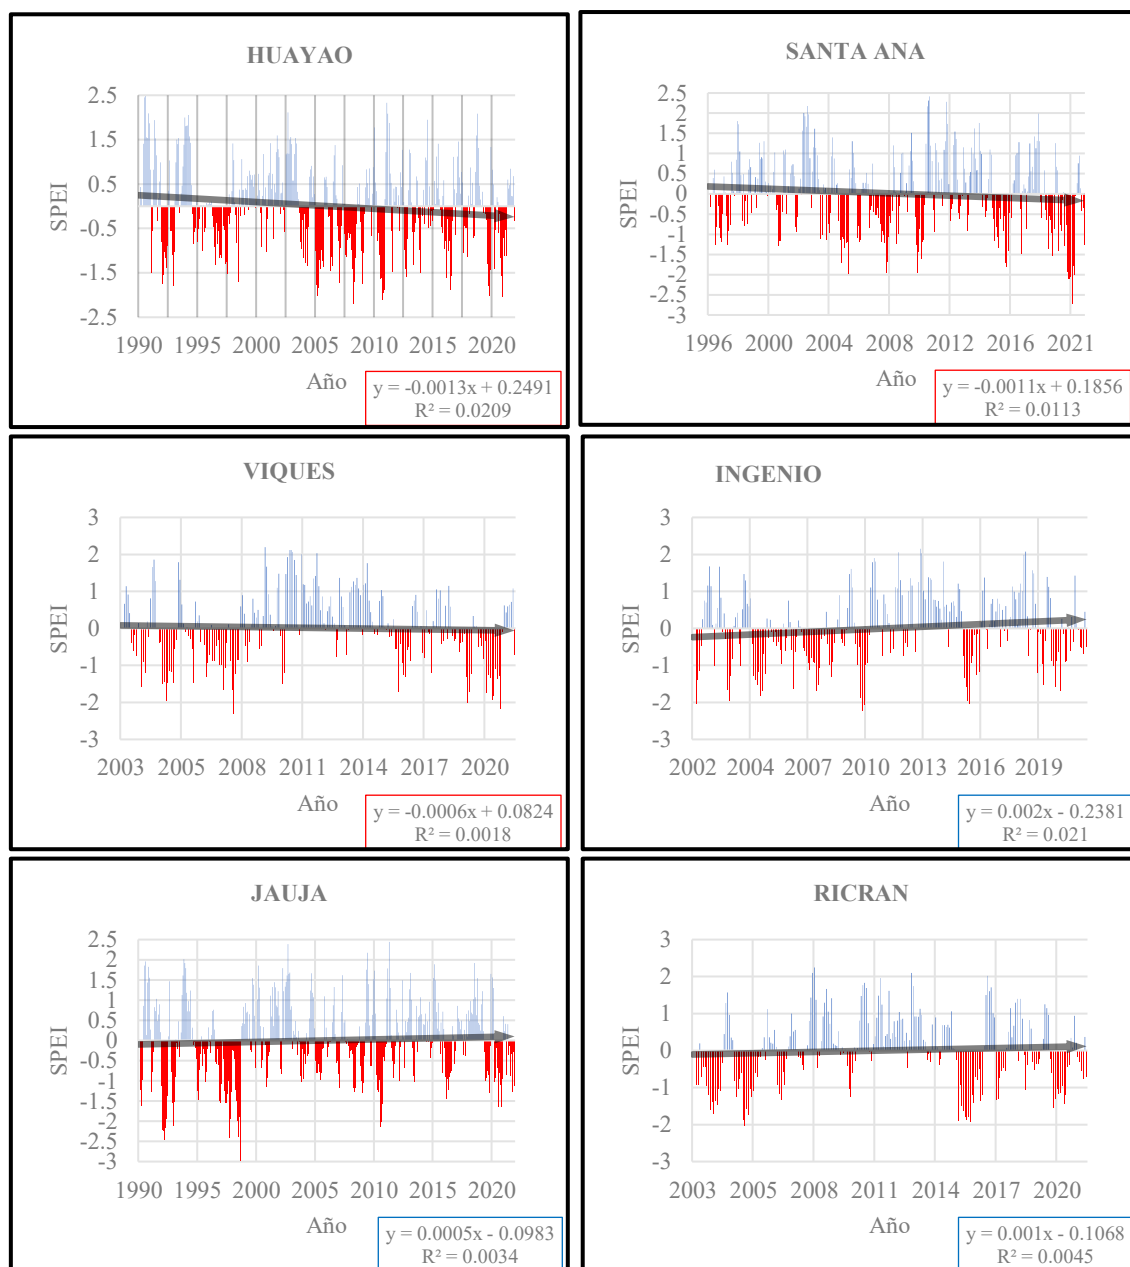 HUAYAO
2.5
1.5
0.5
-0.5
-1.5
-2.5
SPEI
1990 1995 2000 2005 2010 2015 2020
Año
y = -0.0013x + 0.2491
R² = 0.0209
SANTA ANA
2.5
2
1.5
1
0.5
0
-0.5
-1
-1.5
-2
-2.5
-3
SPEI
1996 2000 2004 2008 2012 2016 2021
Año
y = -0.0011x + 0.1856
R² = 0.0113
VIQUES
3
2
1
0
-1
-2
-3
SPEI
2003 2005 2008 2011 2014 2017 2020
Año
y = -0.0006x + 0.0824
R² = 0.0018
INGENIO
3
2
1
0
-1
-2
-3
SPEI
2002 2004 2007 2010 2013 2016 2019
Año
y = 0.002x - 0.2381
R² = 0.021
JAUJA
2.5
2
1.5
1
0.5
0
-0.5
-1
-1.5
-2
-2.5
-3
SPEI
1990 1995 2000 2005 2010 2015 2020
Año
y = 0.0005x - 0.0983
R² = 0.0034
RICRAN
3
2
1
0
-1
-2
-3
SPEI
2003 2005 2008 2011 2014 2017 2020
Año
y = 0.001x - 0.1068
R² = 0.0045